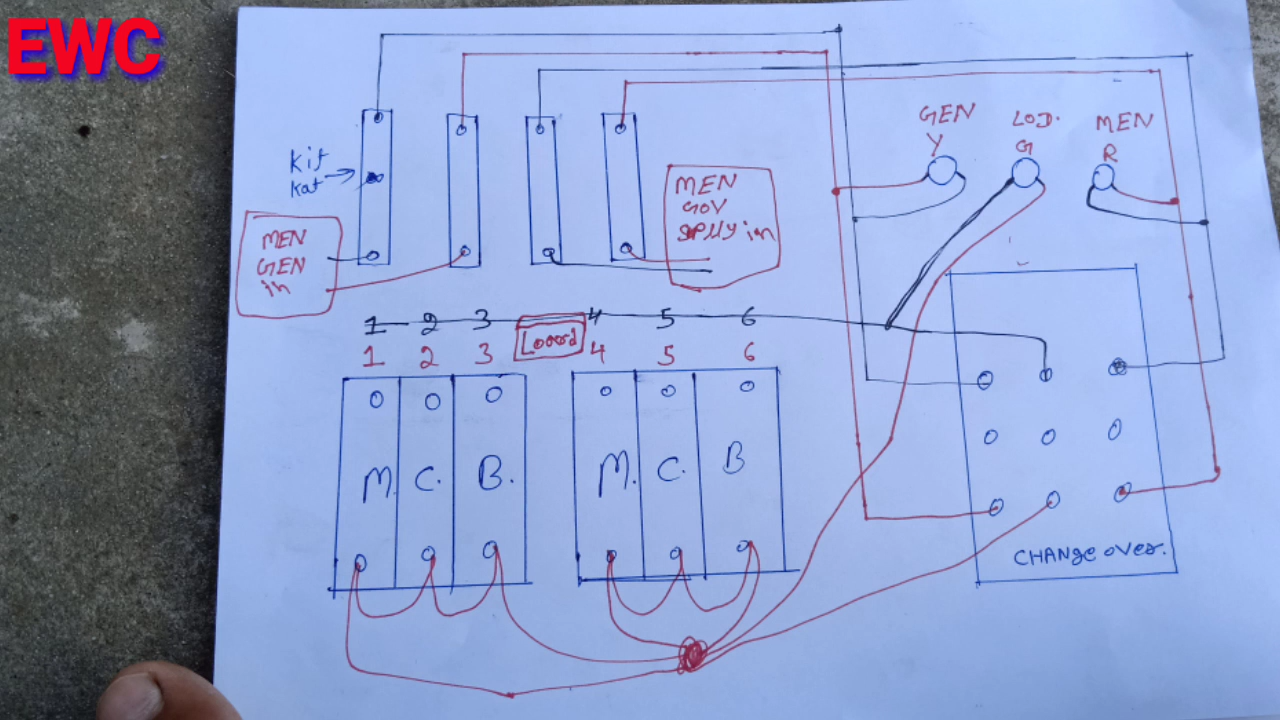 EWC
GEN
Y
LOD.
G
MEN
R
Kit
Kat
MEN
GOV
SPllY in
MEN
GEN
in
1 2 3 4 5 6
Looord
1 2 3 4 5 6
M. C. B.
M. C. B
CHANGE over.